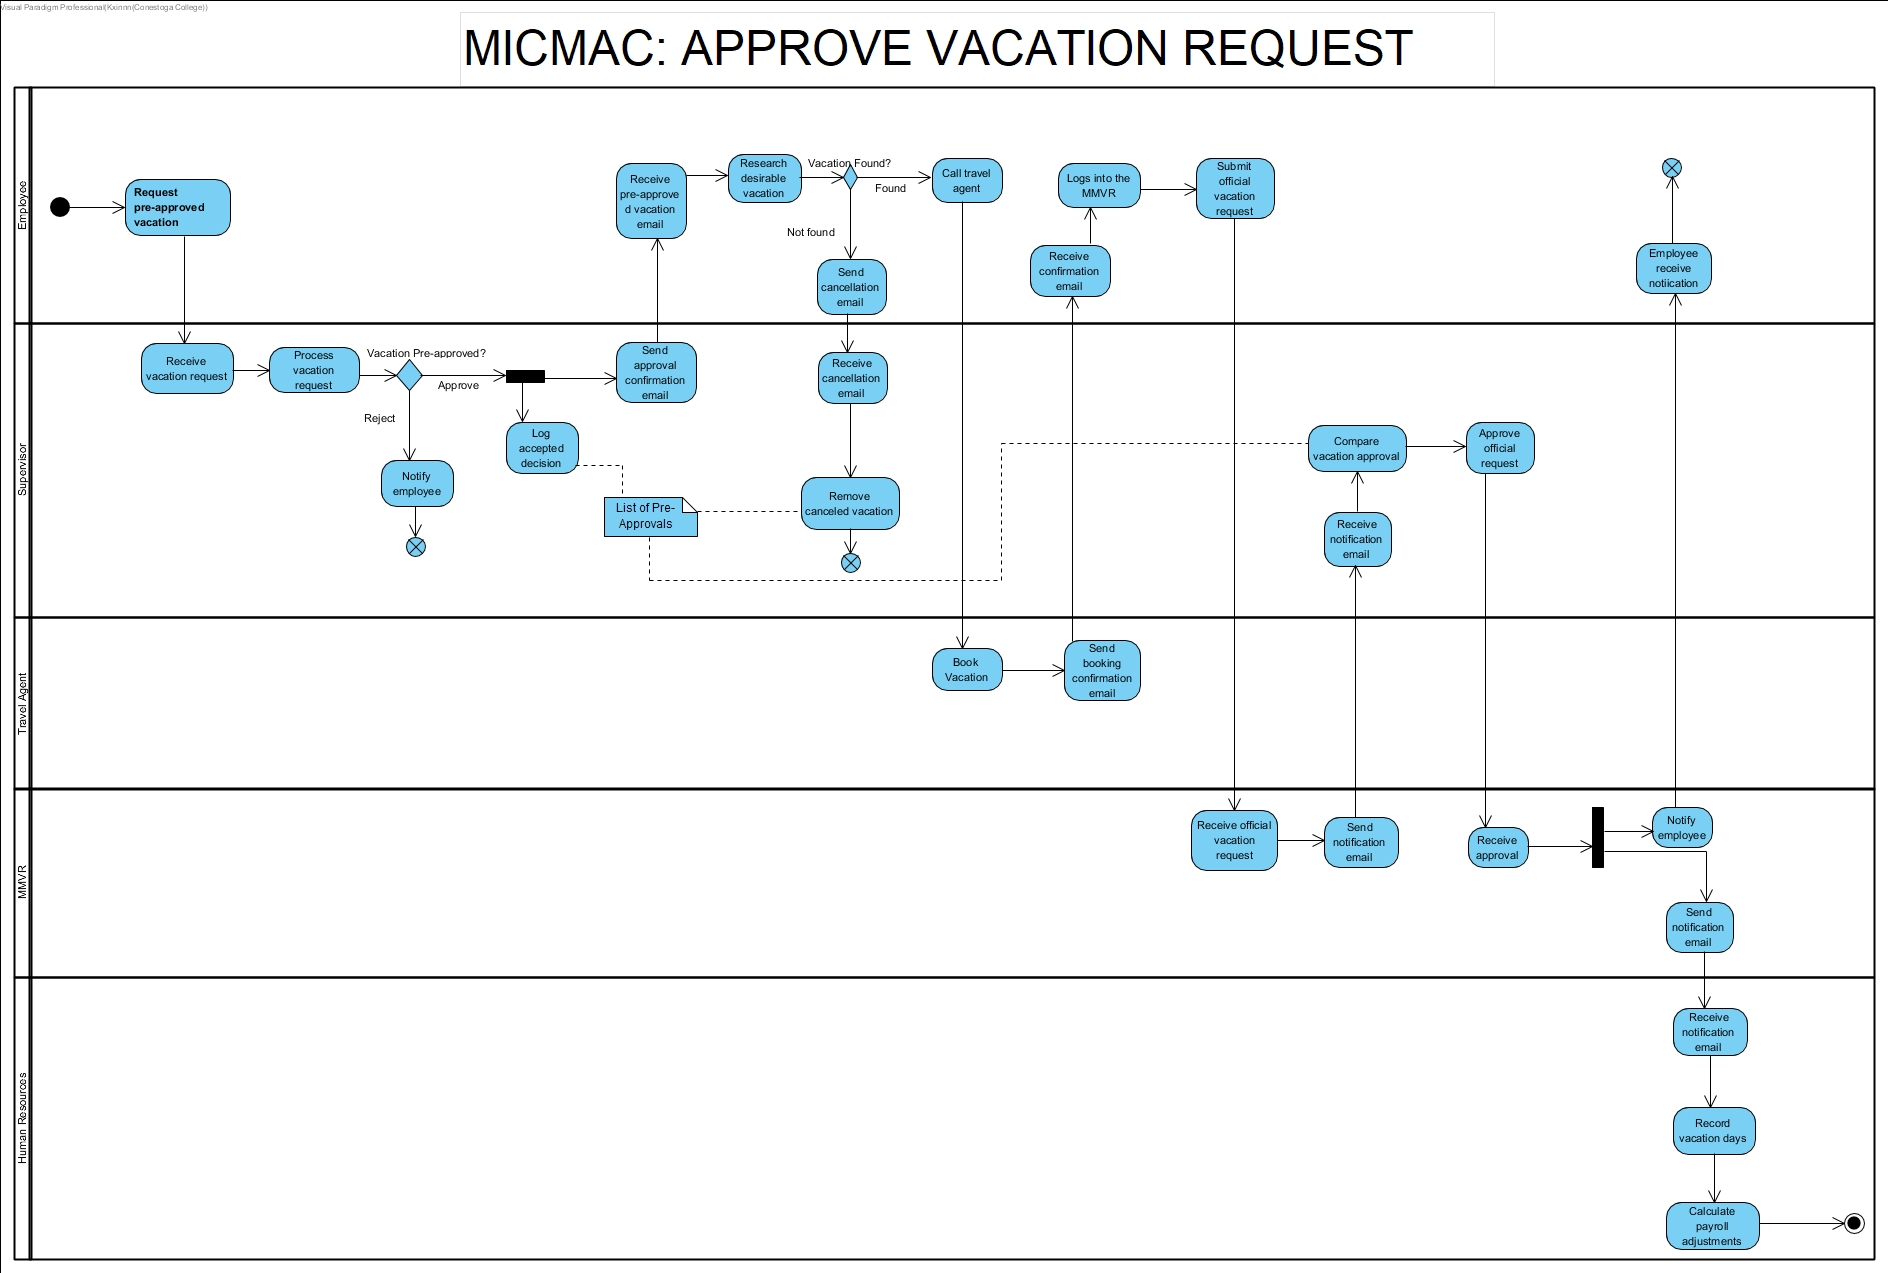 Visual Paradigm Professional(Kxinnn(Conestoga College))
MICMAC: APPROVE VACATION REQUEST
Employee
Request
pre-approved
vacation
Receive
pre-approve
d vacation
email
Research
desirable
vacation
Vacation Found?
Found
Not found
Call travel
agent
Send
cancellation
email
Logs into the
MMVR
Receive
confirmation
email
Submit
official
vacation
request
Employee
receive
notiication
Supervisor
Receive
vacation request
Process
vacation
request
Vacation Pre-approved?
Approve
Reject
Notify
employee
Log
accepted
decision
Send
approval
confirmation
email
List of Pre-
Approvals
Receive
cancellation
email
Remove
canceled vacation
Compare
vacation approval
Receive
notification
email
Approve
official
request
Travel Agent
Book
Vacation
Send
booking
confirmation
email
MMVR
Receive official
vacation
request
Send
notification
email
Receive
approval
Notify
employee
Send
notification
email
Human Resources
Receive
notification
email
Record
vacation days
Calculate
payroll
adjustments